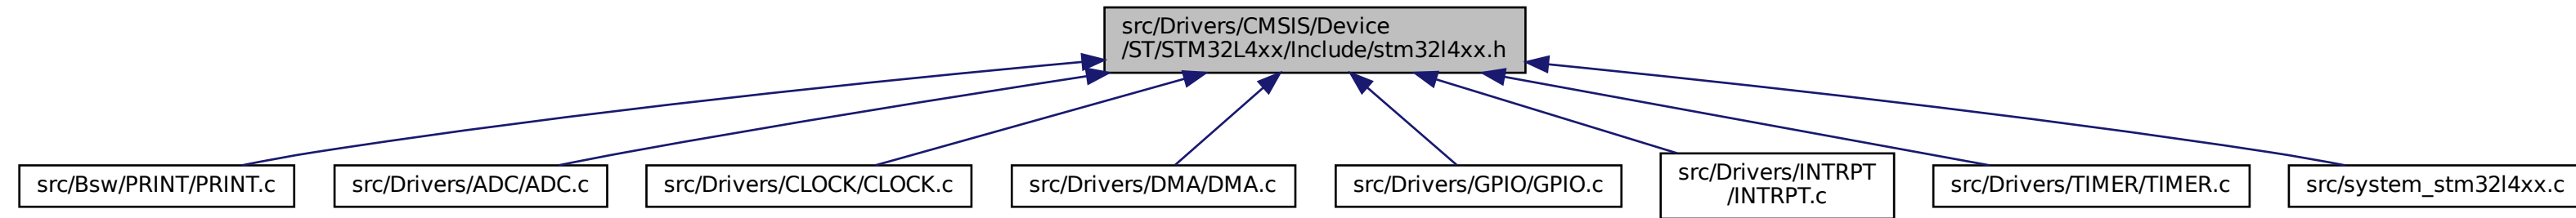 src/Drivers/CMSIS/Device
/ST/STM32L4xx/Include/stm32l4xx.h
src/Bsw/PRINT/PRINT.c
src/Drivers/ADC/ADC.c
src/Drivers/CLOCK/CLOCK.c
src/Drivers/DMA/DMA.c
src/Drivers/GPIO/GPIO.c
src/Drivers/INTRPT
/INTRPT.c
src/Drivers/TIMER/TIMER.c
src/system_stm32l4xx.c